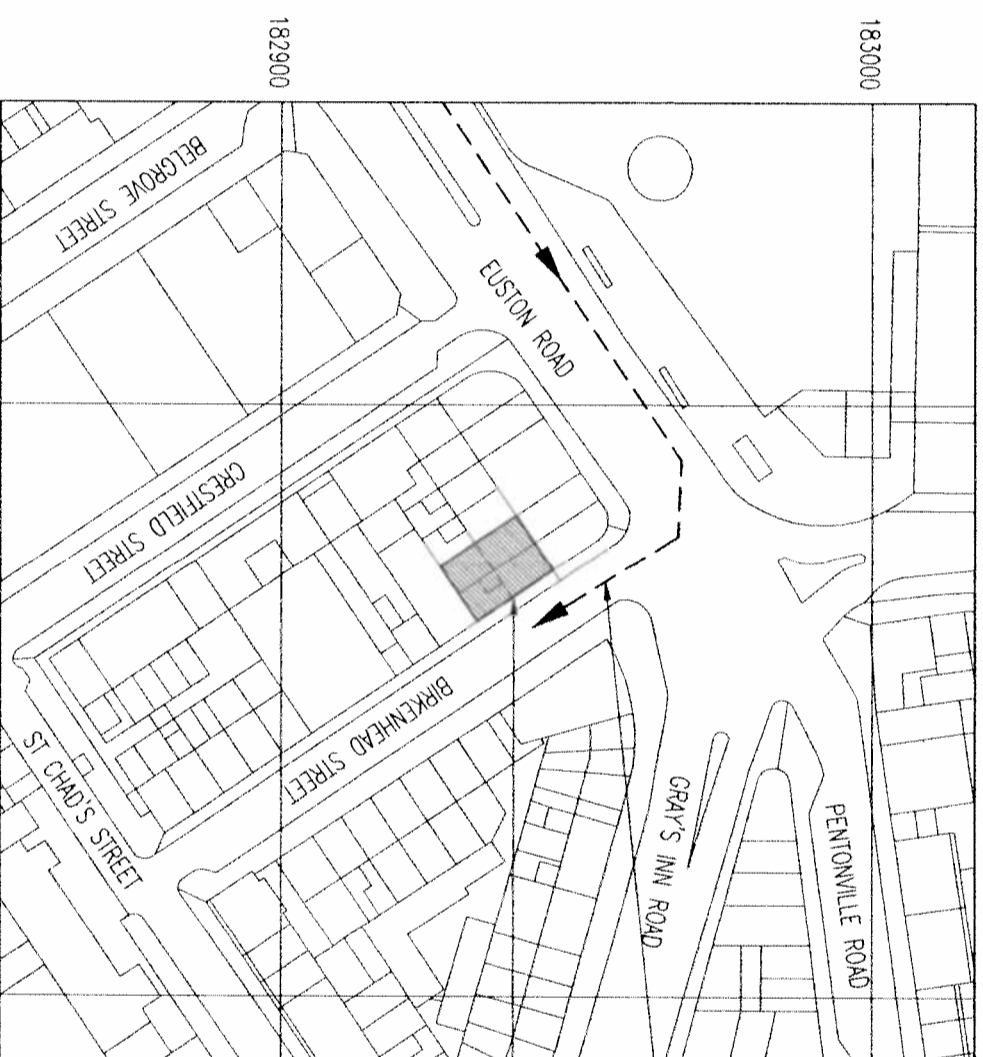 182900
183000
BELGROVE STREET
EUSTON ROAD
CRESTFIELD STREET
BIRKENHEAD STREET
ST CHAD'S STREET
GRAY'S INN ROAD
PENTONVILLE ROAD